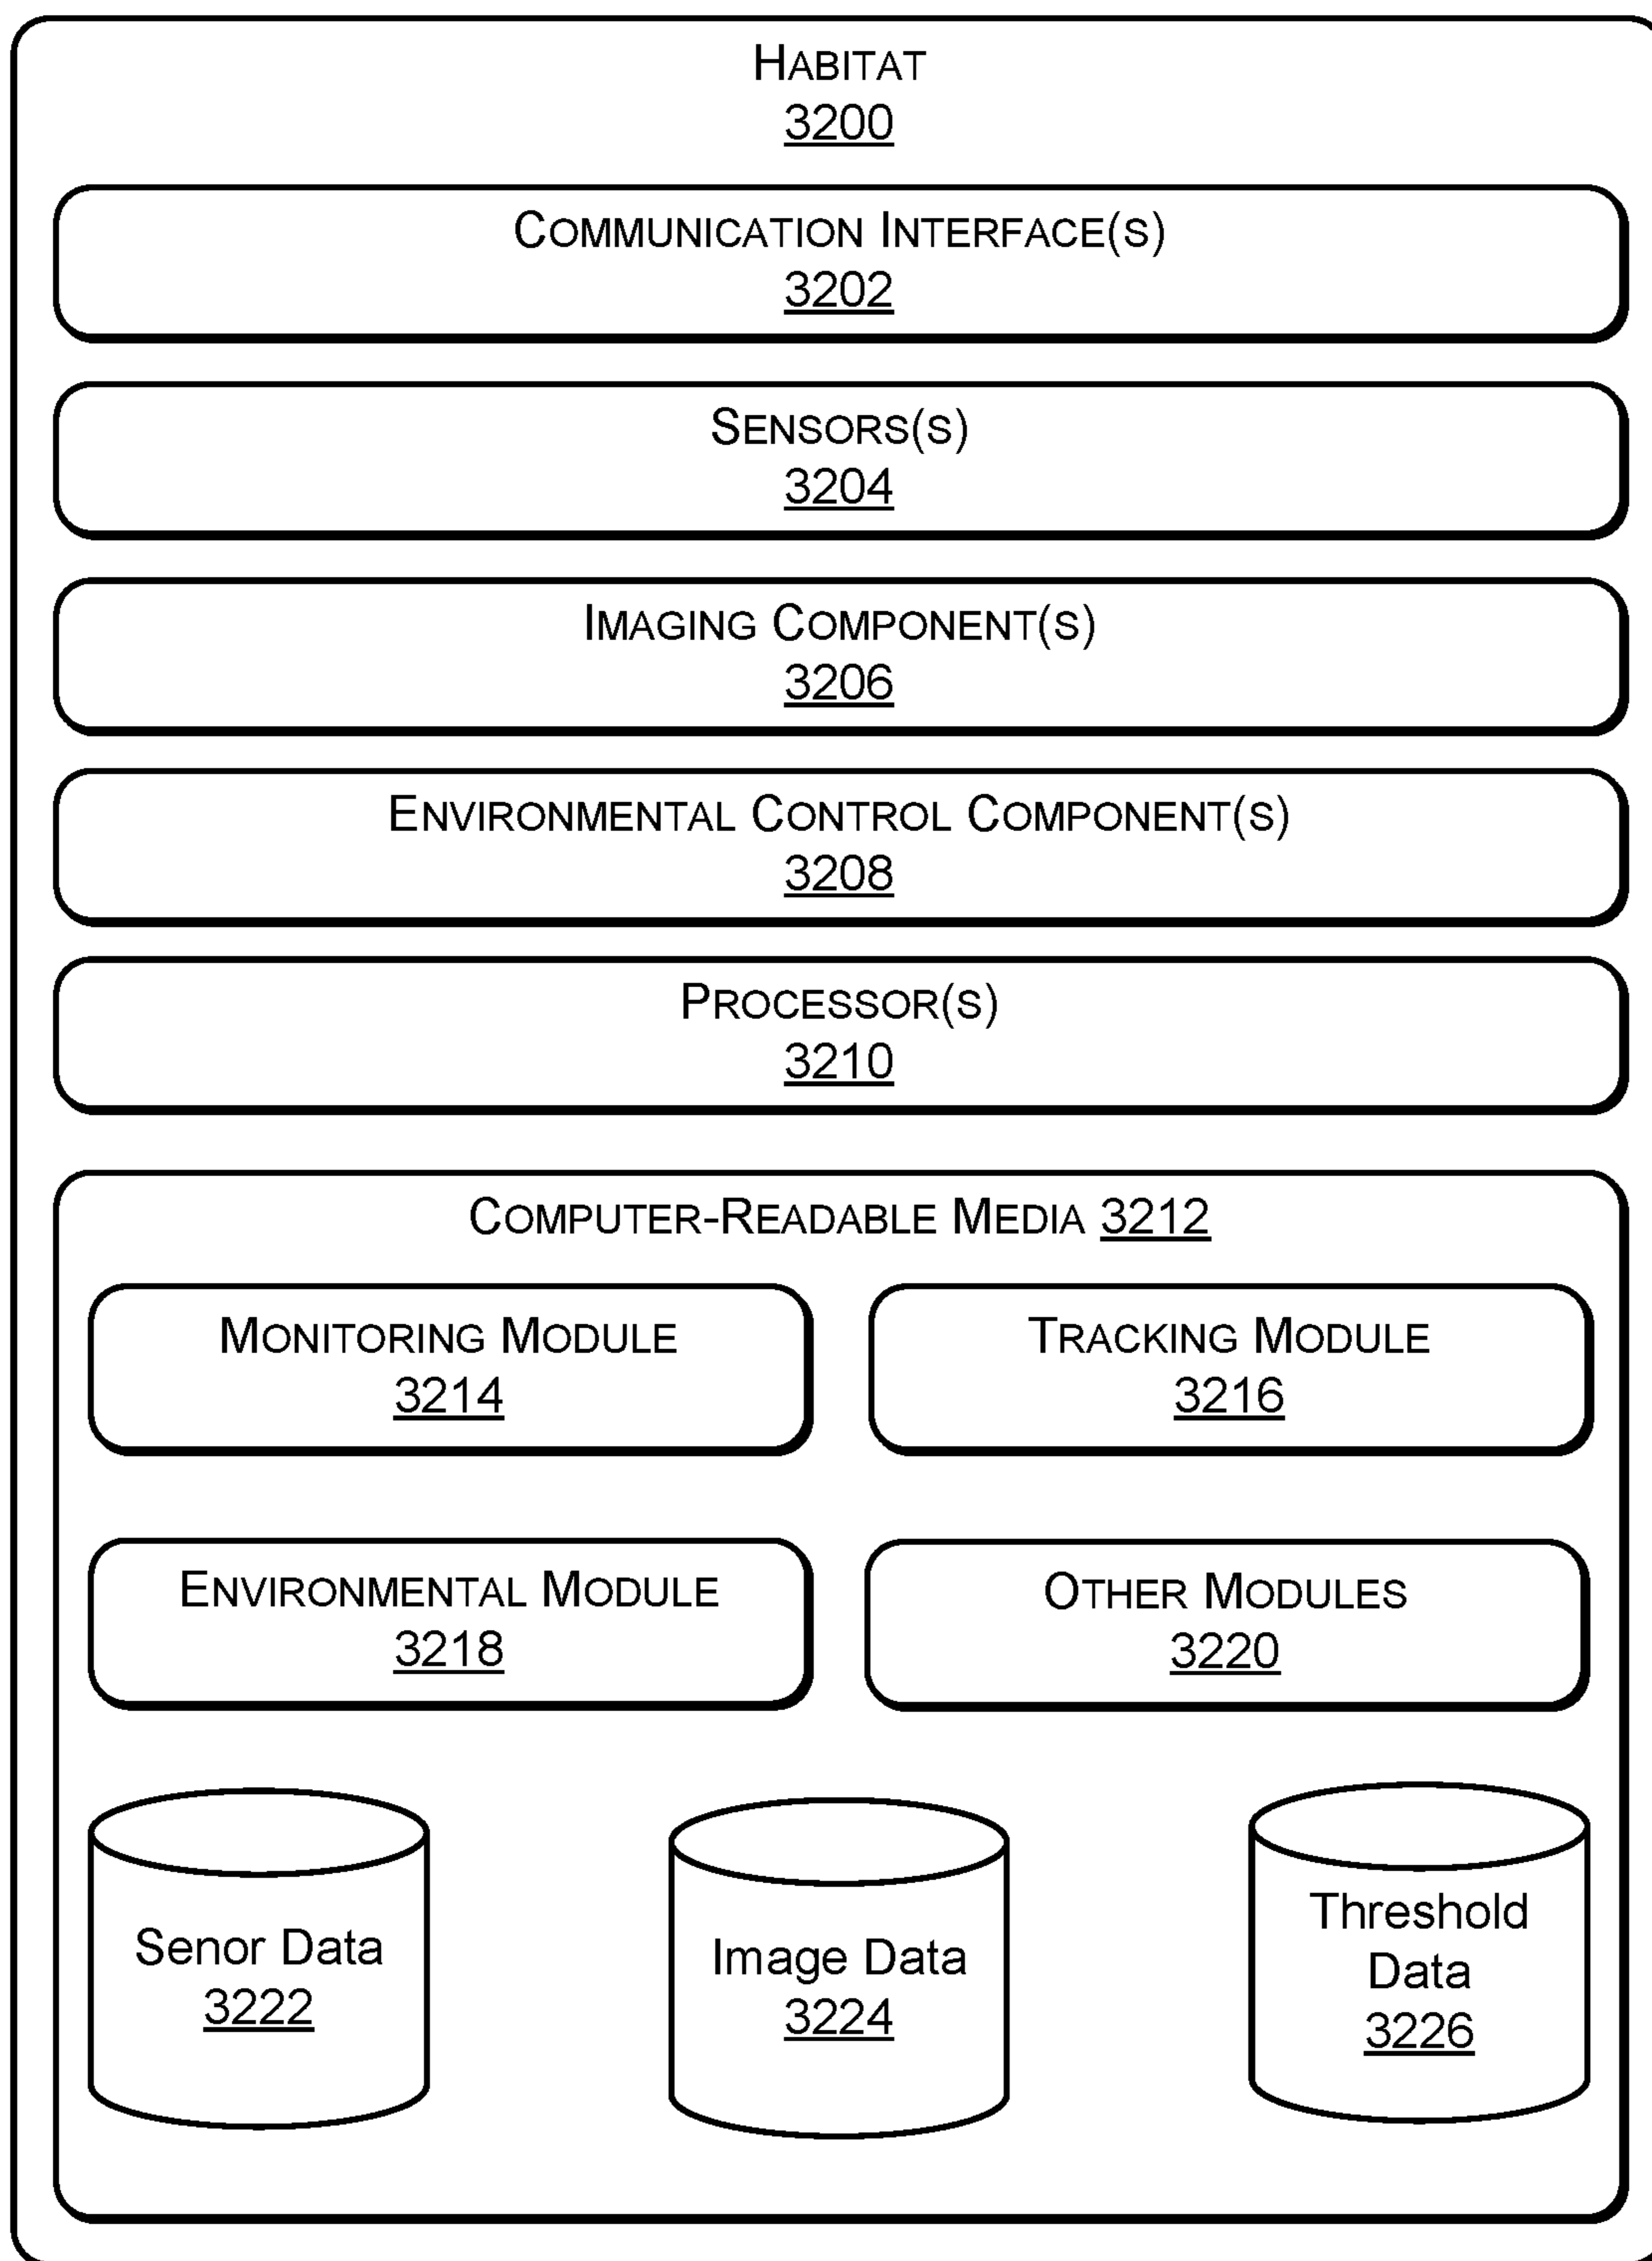 HABITAT
3200
COMMUNICATION INTERFACE(S)
3202
SENSORS(S)
3204
IMAGING COMPONENT(S)
3206
ENVIRONMENTAL CONTROL COMPONENT(S)
3208
PROCESSOR(S)
3210
COMPUTER-READABLE MEDIA 3212
MONITORING MODULE
3214
TRACKING MODULE
3216
ENVIRONMENTAL MODULE
3218
OTHER MODULES
3220
Senor Data
3222
Image Data
3224
Threshold
Data
3226